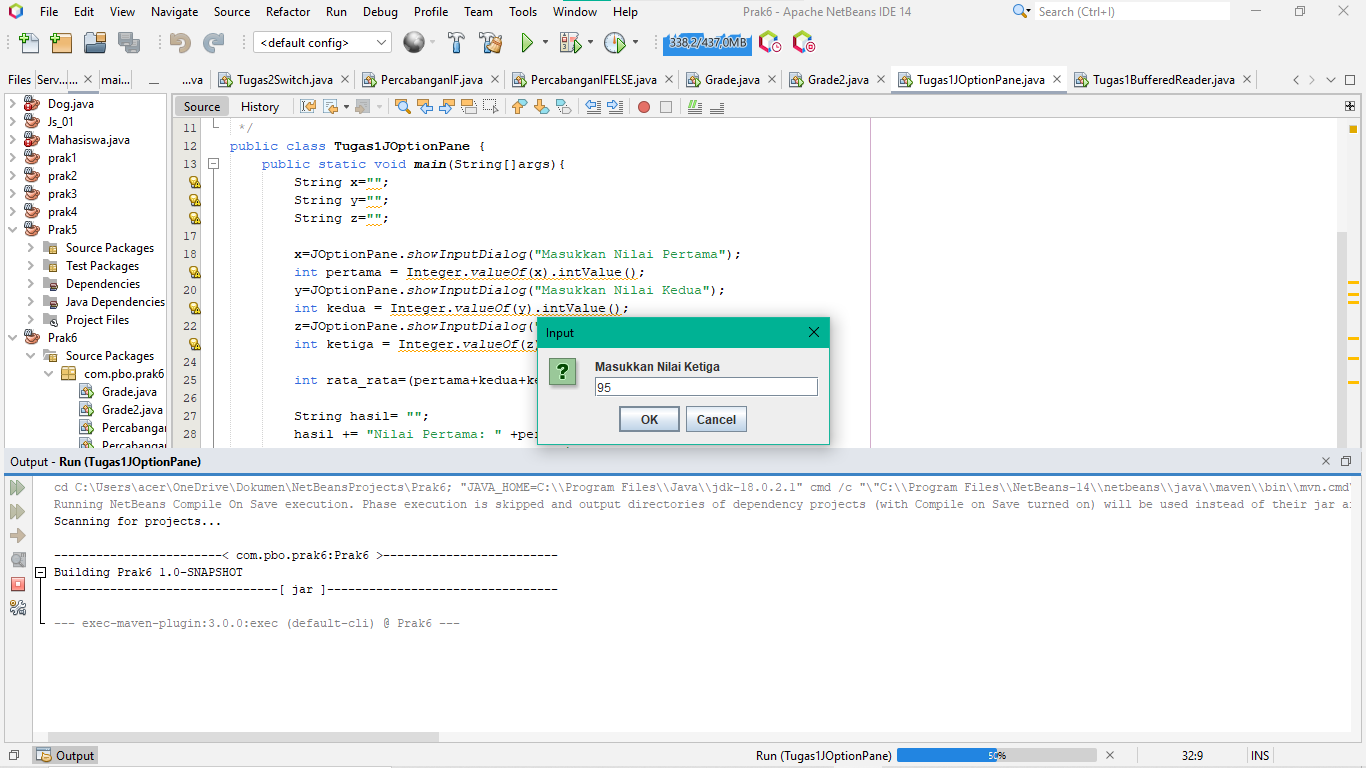 File Edit View Navigate Source Refactor Run Debug Profile Team Tools Window Help Prak6 - Apache NetBeans IDE 14 Search (Ctrl+I)
<default config> 338,2/437,0MB
Files Serv...... mai... ...va Tugas2Switch.java PercabanganIF.java PercabanganIFELSE.java Grade.java Grade2.java Tugas1JOptionPane.java Tugas1BufferedReader.java
Source History
Dog.java
Js_01
Mahasiswa.java
prak1
prak2
prak3
prak4
Prak5
Source Packages
Test Packages
Dependencies
Java Dependencies
Project Files
Prak6
Source Packages
com.pbo.prak6
Grade.java
Grade2.java
Percabangan
Percabangan
11 */
12 public class Tugas1JOptionPane {
13 public static void main(String[]args){
String x="";
String y="";
String z="";
17
18 x=JOptionPane.showInputDialog("Masukkan Nilai Pertama");
int pertama = Integer.valueOf(x).intValue();
20 y=JOptionPane.showInputDialog("Masukkan Nilai Kedua");
int kedua = Integer.valueOf(y).intValue();
22 z=JOptionPane.showInputDialog("
int ketiga = Integer.valueOf(z)
24
25 int rata_rata=(pertama+kedua+ke
26
27 String hasil= "";
28 hasil += "Nilai Pertama: " +per
Input
Masukkan Nilai Ketiga
95
OK Cancel
Output - Run (Tugas1JOptionPane)
cd C:\Users\acer\OneDrive\Dokumen\NetBeansProjects\Prak6; "JAVA_HOME=C:\\Program Files\\Java\\jdk-18.0.2.1" cmd /c "\"C:\\Program Files\\NetBeans-14\\netbeans\\java\\maven\\bin\\mvn.cmd\
Running NetBeans Compile On Save execution. Phase execution is skipped and output directories of dependency projects (with Compile on Save turned on) will be used instead of their jar ar
Scanning for projects...
------------------------< com.pbo.prak6:Prak6 >-------------------------
Building Prak6 1.0-SNAPSHOT
--------------------------------[ jar ]---------------------------------
--- exec-maven-plugin:3.0.0:exec (default-cli) @ Prak6 ---
Output Run (Tugas1JOptionPane) 50% 32:9 INS